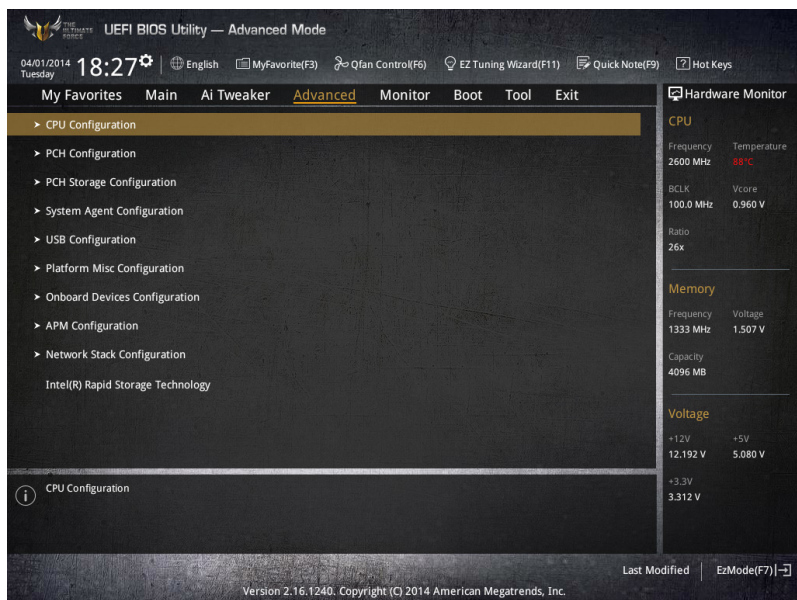 THE ULTIMATE FORCE
UEFI BIOS Utility — Advanced Mode
04/01/2014 Tuesday 18:27
English MyFavorite(F3) Qfan Control(F6) EZ Tuning Wizard(F11) Quick Note(F9) ? Hot Keys
My Favorites Main Ai Tweaker Advanced Monitor Boot Tool Exit
CPU Configuration
PCH Configuration
PCH Storage Configuration
System Agent Configuration
USB Configuration
Platform Misc Configuration
Onboard Devices Configuration
APM Configuration
Network Stack Configuration
Intel(R) Rapid Storage Technology
Hardware Monitor
CPU
Frequency Temperature
2600 MHz 88°C
BCLK Vcore
100.0 MHz 0.960 V
Ratio
26x
Memory
Frequency Voltage
1333 MHz 1.507 V
Capacity
4096 MB
Voltage
+12V +5V
12.192 V 5.080 V
+3.3V
3.312 V
i CPU Configuration
Last Modified EzMode(F7)
Version 2.16.1240. Copyright (C) 2014 American Megatrends, Inc.